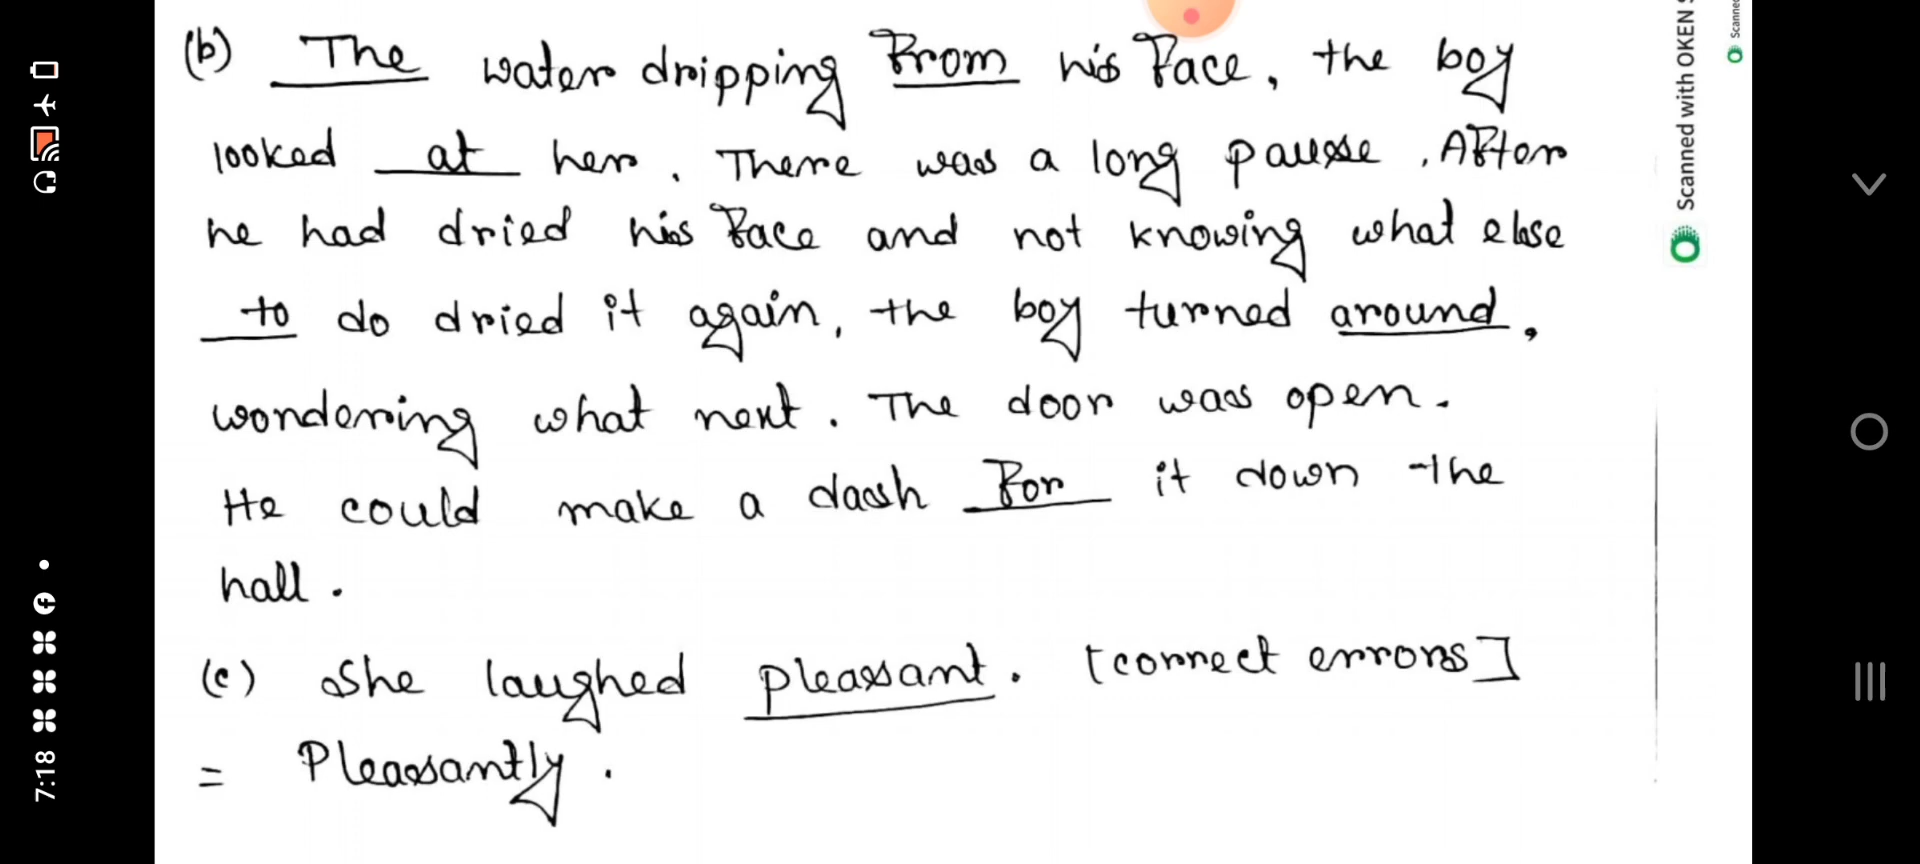 (b) The water dripping from his face, the boy
looked at her. There was a long pause. After
he had dried his face and not knowing what else
to do dried it again, the boy turned around,
wondering what next. The door was open.
He could make a dash for it down the
hall.
(c) She laughed pleasant. [correct errors]
= Pleasantly.
Scanned with OKEN S
Scanned
7:18